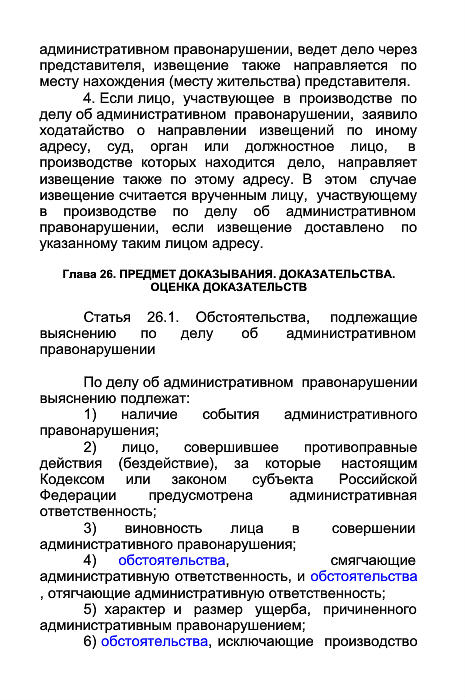 административном правонарушении, ведет дело через
представителя, извещение также направляется по
месту нахождения (месту жительства) представителя.
4. Если лицо, участвующее в производстве по
делу об административном правонарушении, заявило
ходатайство о направлении извещений по иному
адресу, суд, орган или должностное лицо, в
производстве которых находится дело, направляет
извещение также по этому адресу. В этом случае
извещение считается врученным лицу, участвующему
в производстве по делу об административном
правонарушении, если извещение доставлено по
указанному таким лицом адресу.
Глава 26. ПРЕДМЕТ ДОКАЗЫВАНИЯ. ДОКАЗАТЕЛЬСТВА.
ОЦЕНКА ДОКАЗАТЕЛЬСТВ
Статья 26.1. Обстоятельства, подлежащие
выяснению по делу об административном
правонарушении
По делу об административном правонарушении
выяснению подлежат:
1) наличие события административного
правонарушения;
2) лицо, совершившее противоправные
действия (бездействие), за которые настоящим
Кодексом или законом субъекта Российской
Федерации предусмотрена административная
ответственность;
3) виновность лица в совершении
административного правонарушения;
4) обстоятельства, смягчающие
административную ответственность, и обстоятельства
, отягчающие административную ответственность;
5) характер и размер ущерба, причиненного
административным правонарушением;
6) обстоятельства, исключающие производство